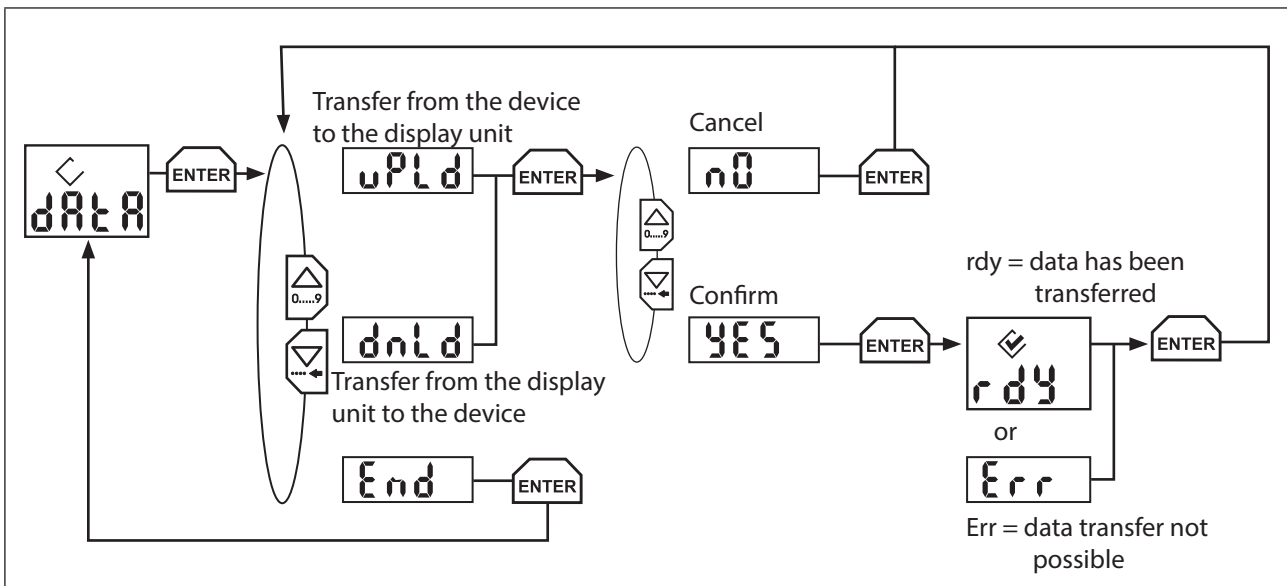 dAtA
ENTER
Transfer from the device
to the display unit
uPLd
ENTER
0.....9
dnLd
Transfer from the display
unit to the device
End
ENTER
Cancel
nO
ENTER
0.....9
Confirm
YES
ENTER
rdy = data has been
transferred
rdY
ENTER
or
Err
Err = data transfer not
possible